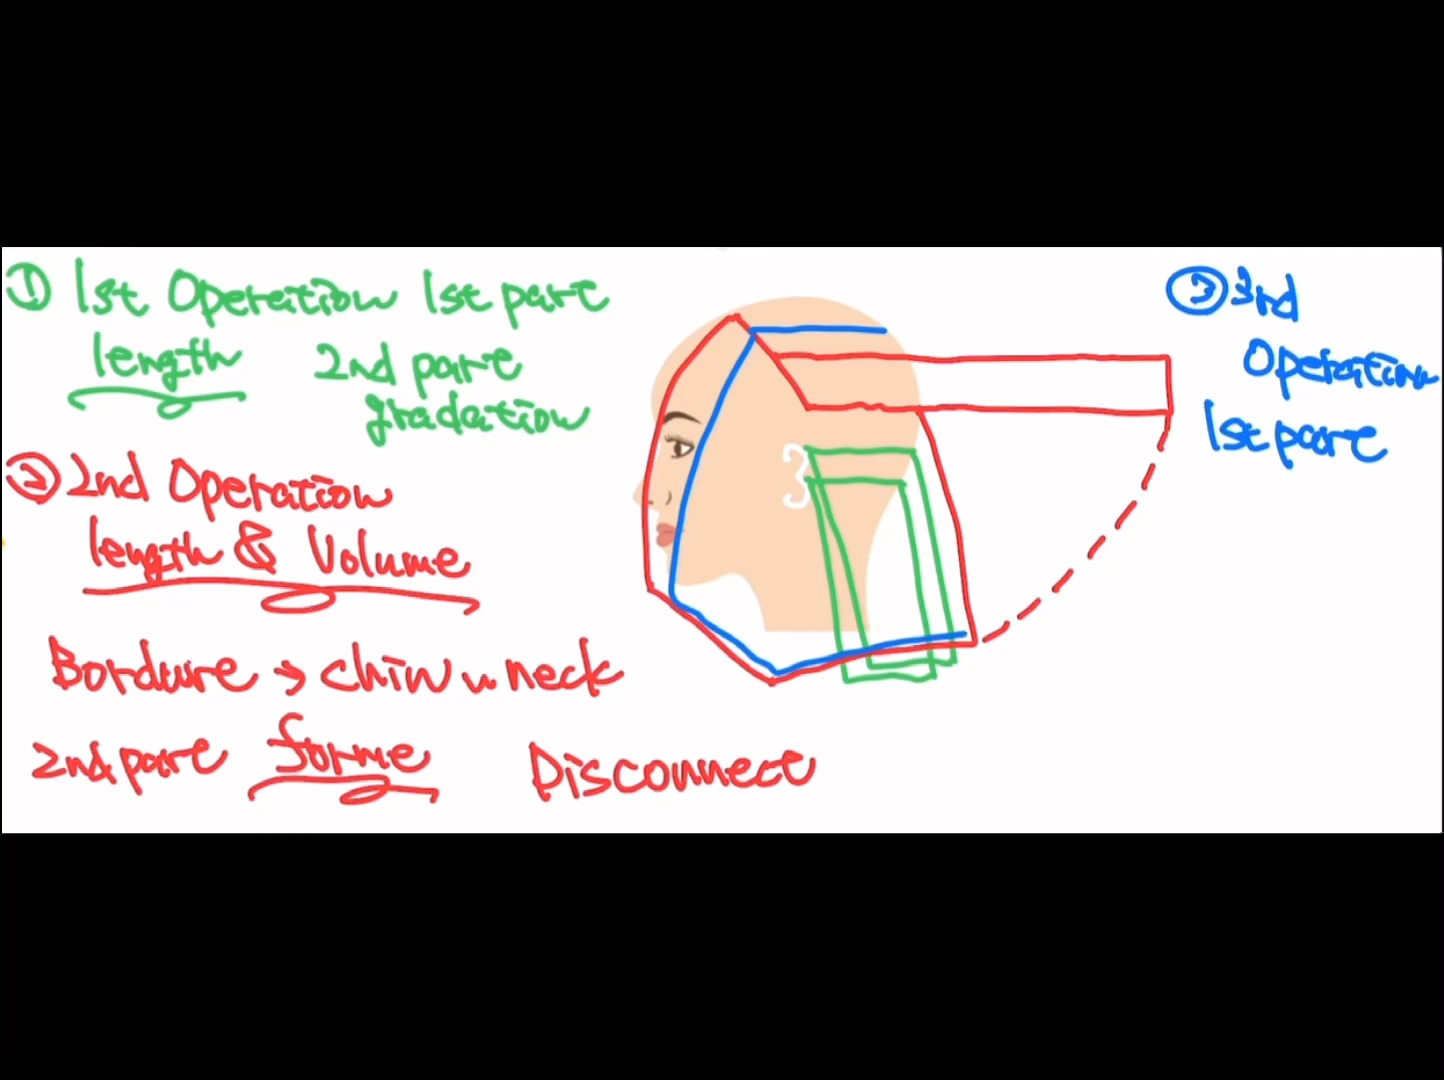 ① 1st Operation 1st part
length 2nd part
gradation
② 2nd Operation
length & Volume
Bordure → chin ~ neck
2nd part forme Disconnect
③ 3rd
Operation
1st part